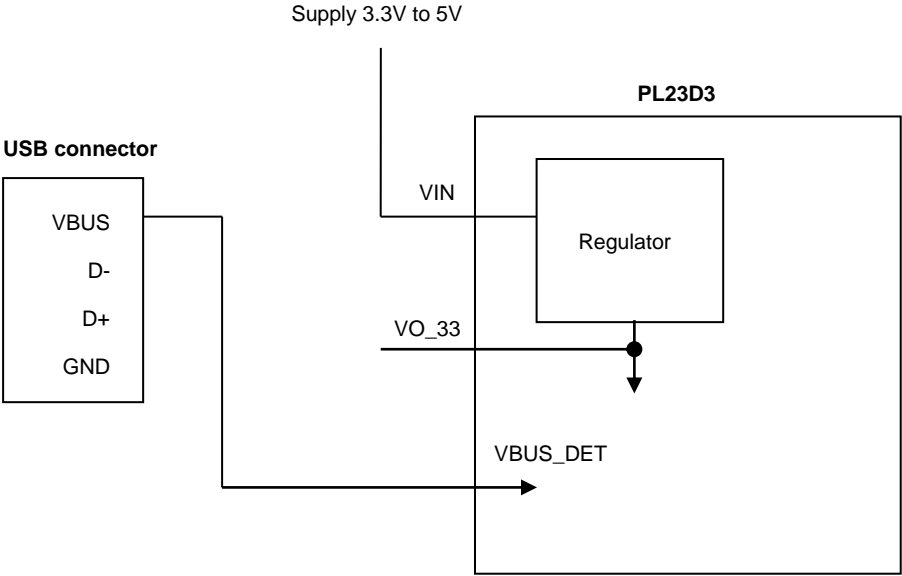 Supply 3.3V to 5V
PL23D3
USB connector
VIN
VBUS
Regulator
D-
D+
VO_33
GND
VBUS_DET